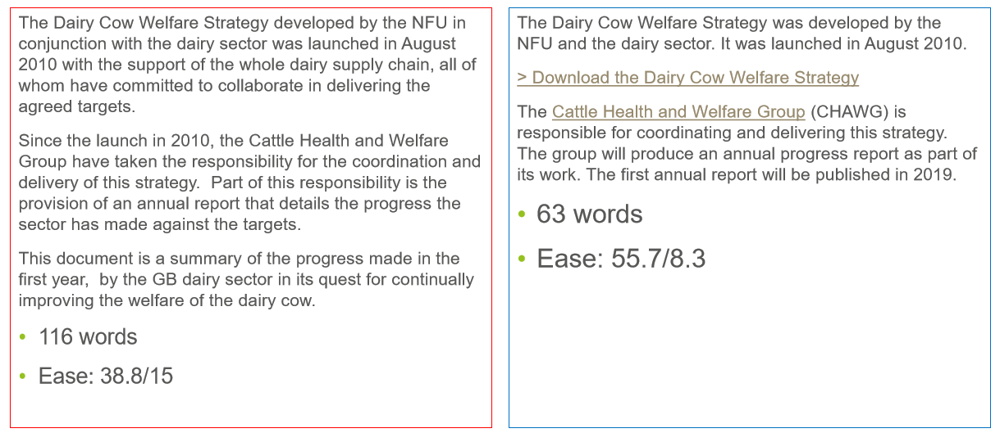 The Dairy Cow Welfare Strategy developed by the NFU in
conjunction with the dairy sector was launched in August
2010 with the support of the whole dairy supply chain, all of
whom have committed to collaborate in delivering the
agreed targets.
Since the launch in 2010, the Cattle Health and Welfare
Group have taken the responsibility for the coordination and
delivery of this strategy.  Part of this responsibility is the
provision of an annual report that details the progress the
sector has made against the targets.
This document is a summary of the progress made in the
first year,  by the GB dairy sector in its quest for continually
improving the welfare of the dairy cow.
• 116 words
• Ease: 38.8/15
The Dairy Cow Welfare Strategy was developed by the
NFU and the dairy sector. It was launched in August 2010.
> Download the Dairy Cow Welfare Strategy
The Cattle Health and Welfare Group (CHAWG) is
responsible for coordinating and delivering this strategy.
The group will produce an annual progress report as part of
its work. The first annual report will be published in 2019.
• 63 words
• Ease: 55.7/8.3